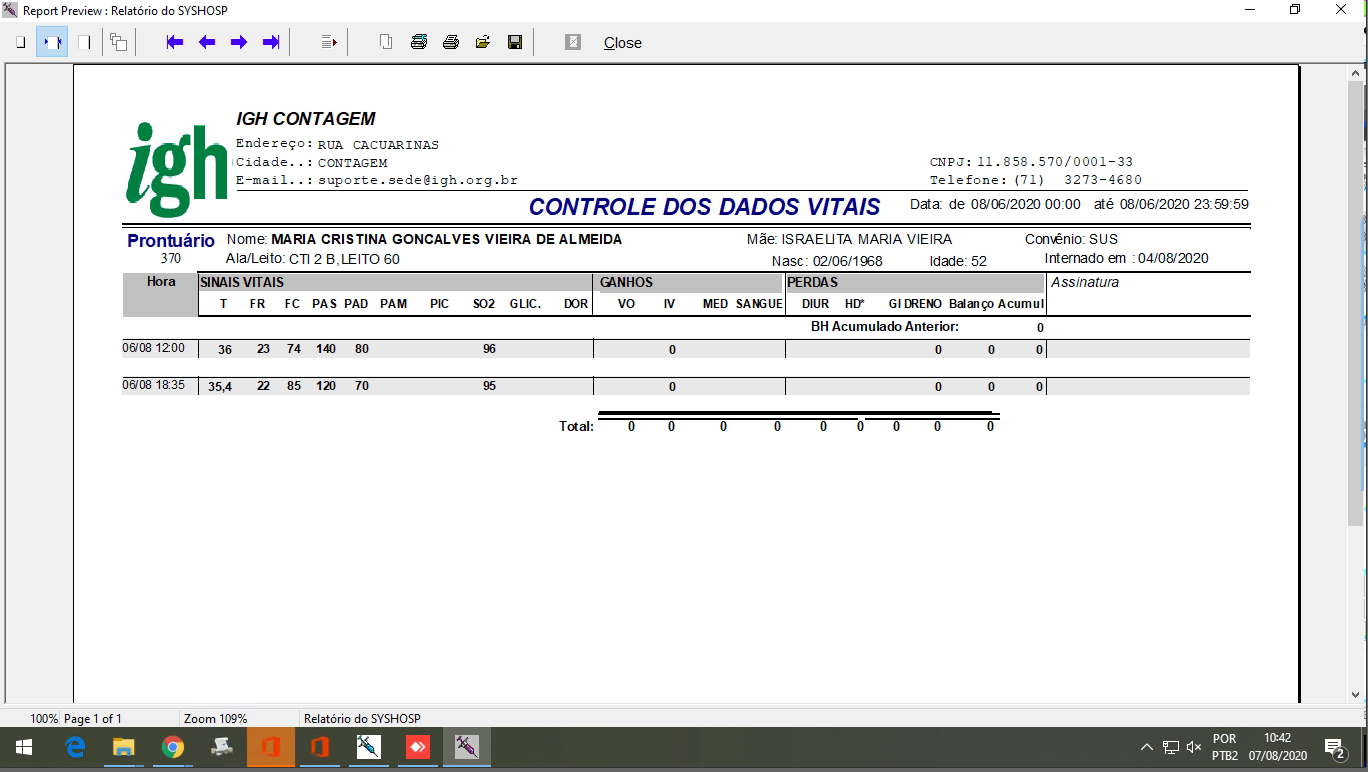 Report Preview : Relatório do SYSHOSP
Close
igh
IGH CONTAGEM
Endereço: RUA CACUARINAS
Cidade..: CONTAGEM
CNPJ: 11.858.570/0001-33
E-mail..: suporte.sede@igh.org.br
Telefone: (71) 3273-4680
CONTROLE DOS DADOS VITAIS
Data: de 08/06/2020 00:00 até 08/06/2020 23:59:59
Prontuário Nome: MARIA CRISTINA GONCALVES VIEIRA DE ALMEIDA Mãe: ISRAELITA MARIA VIEIRA Convênio: SUS
370 Ala/Leito: CTI 2 B, LEITO 60 Nasc: 02/06/1968 Idade: 52 Internado em : 04/08/2020
Hora SINAIS VITAIS GANHOS PERDAS Assinatura
T FR FC PAS PAD PAM PIC SO2 GLIC. DOR VO IV MED SANGUE DIUR HD* GI DRENO Balanço Acumul
BH Acumulado Anterior: 0
06/08 12:00 36 23 74 140 80 96 0 0 0 0
06/08 18:35 35,4 22 85 120 70 95 0 0 0 0
Total: 0 0 0 0 0 0 0 0 0
100% Page 1 of 1 Zoom 109% Relatório do SYSHOSP
POR 10:42
PTB2 07/08/2020
2